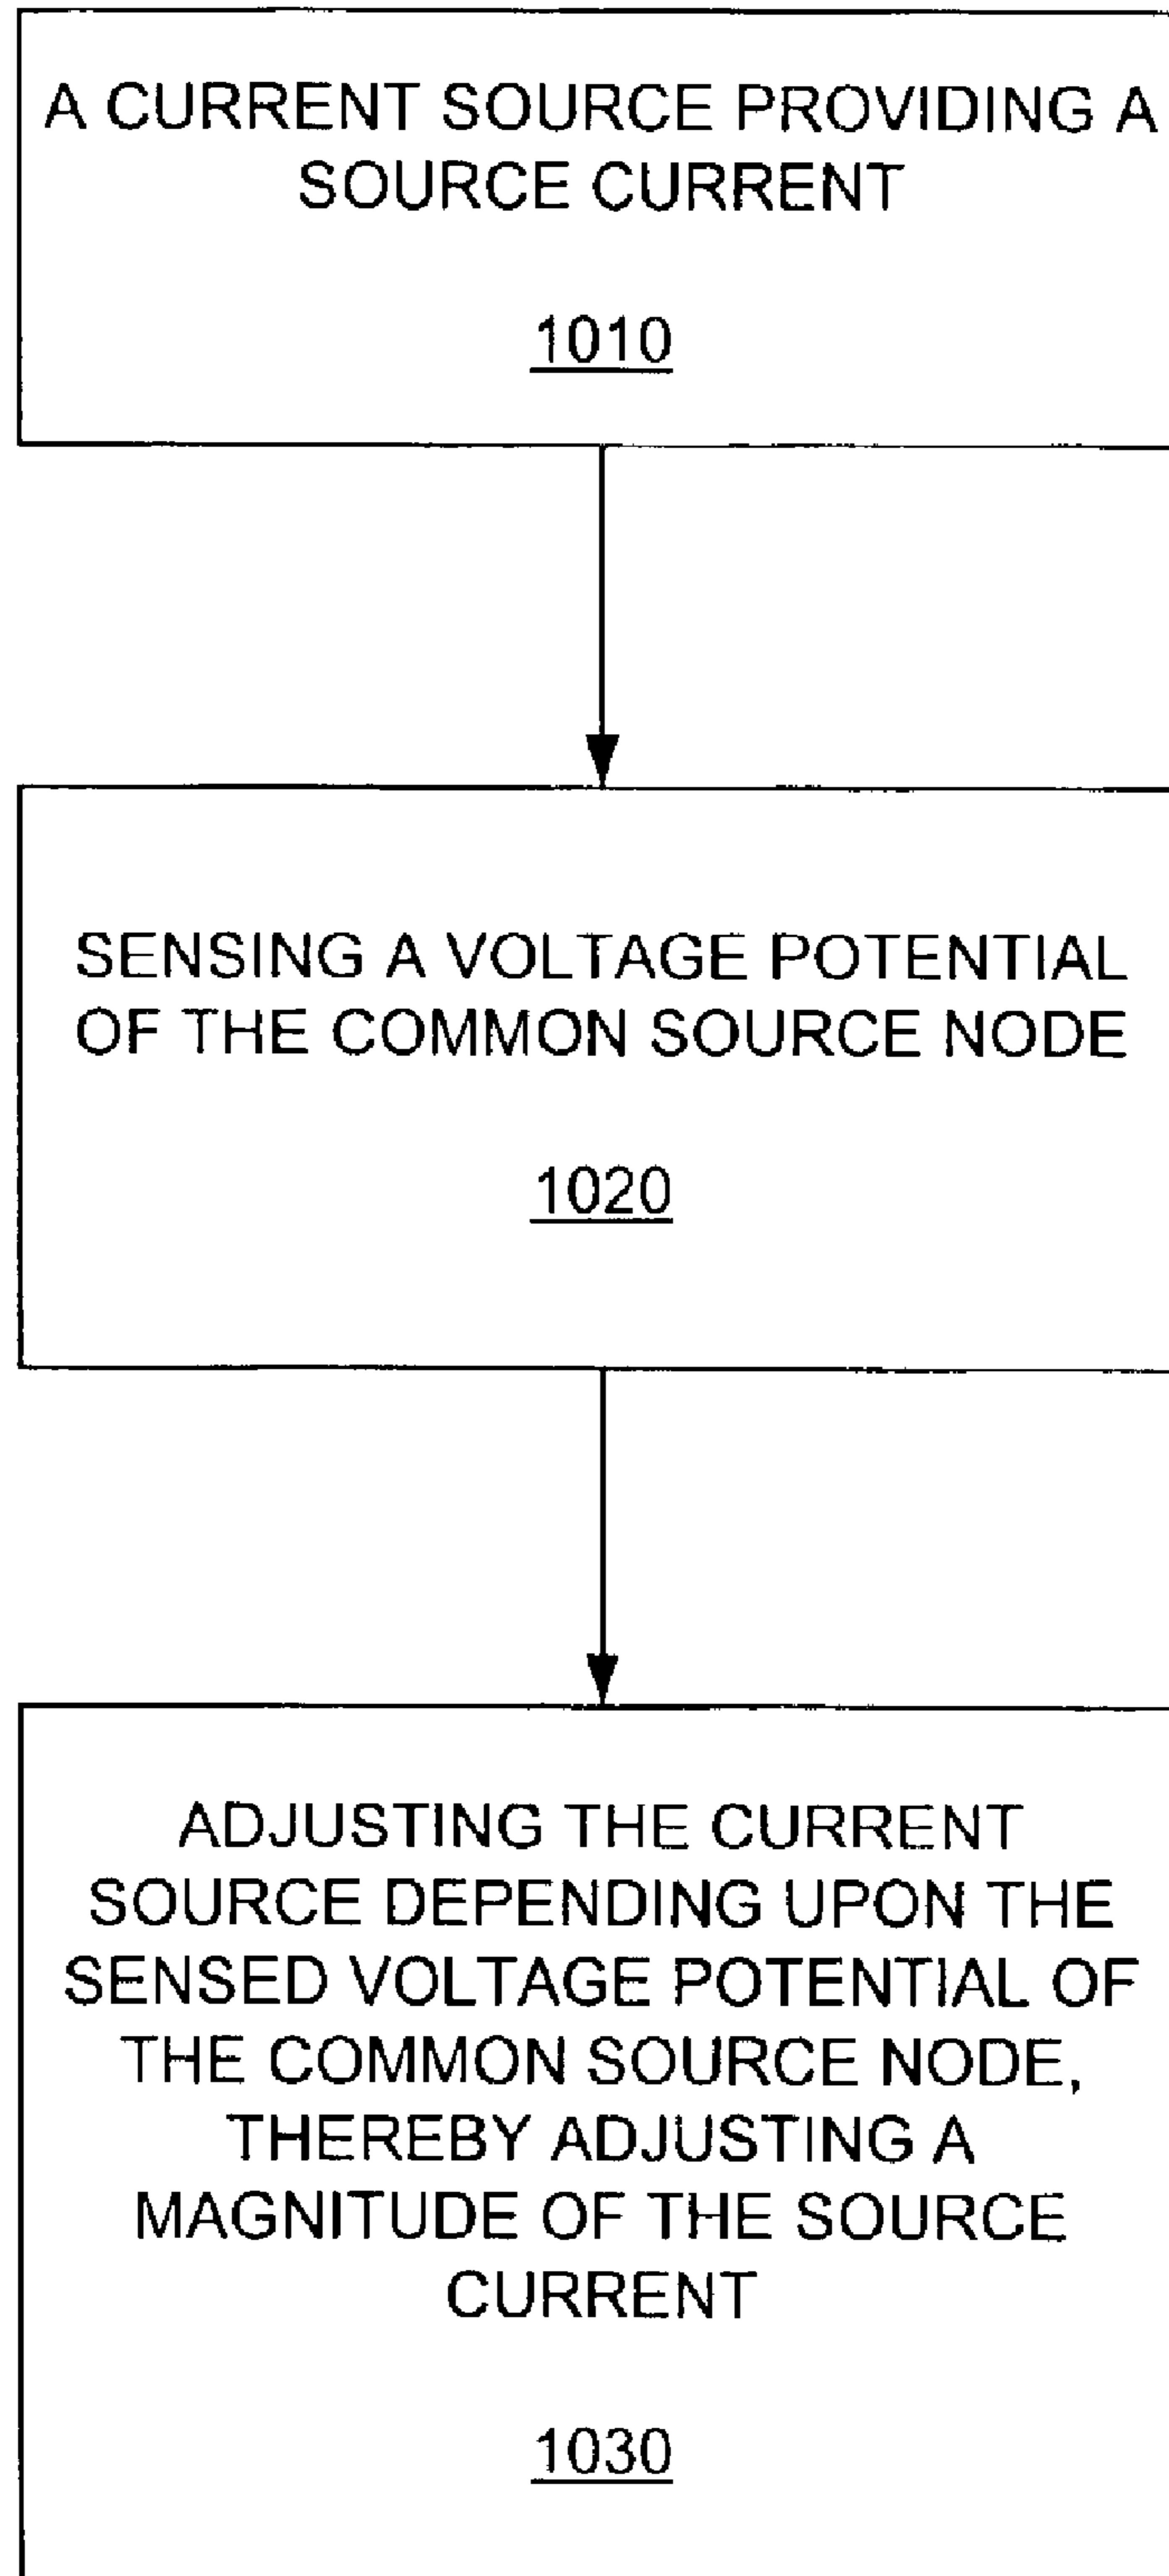 A CURRENT SOURCE PROVIDING A
SOURCE CURRENT
1010
SENSING A VOLTAGE POTENTIAL
OF THE COMMON SOURCE NODE
1020
ADJUSTING THE CURRENT
SOURCE DEPENDING UPON THE
SENSED VOLTAGE POTENTIAL OF
THE COMMON SOURCE NODE,
THEREBY ADJUSTING A
MAGNITUDE OF THE SOURCE
CURRENT
1030